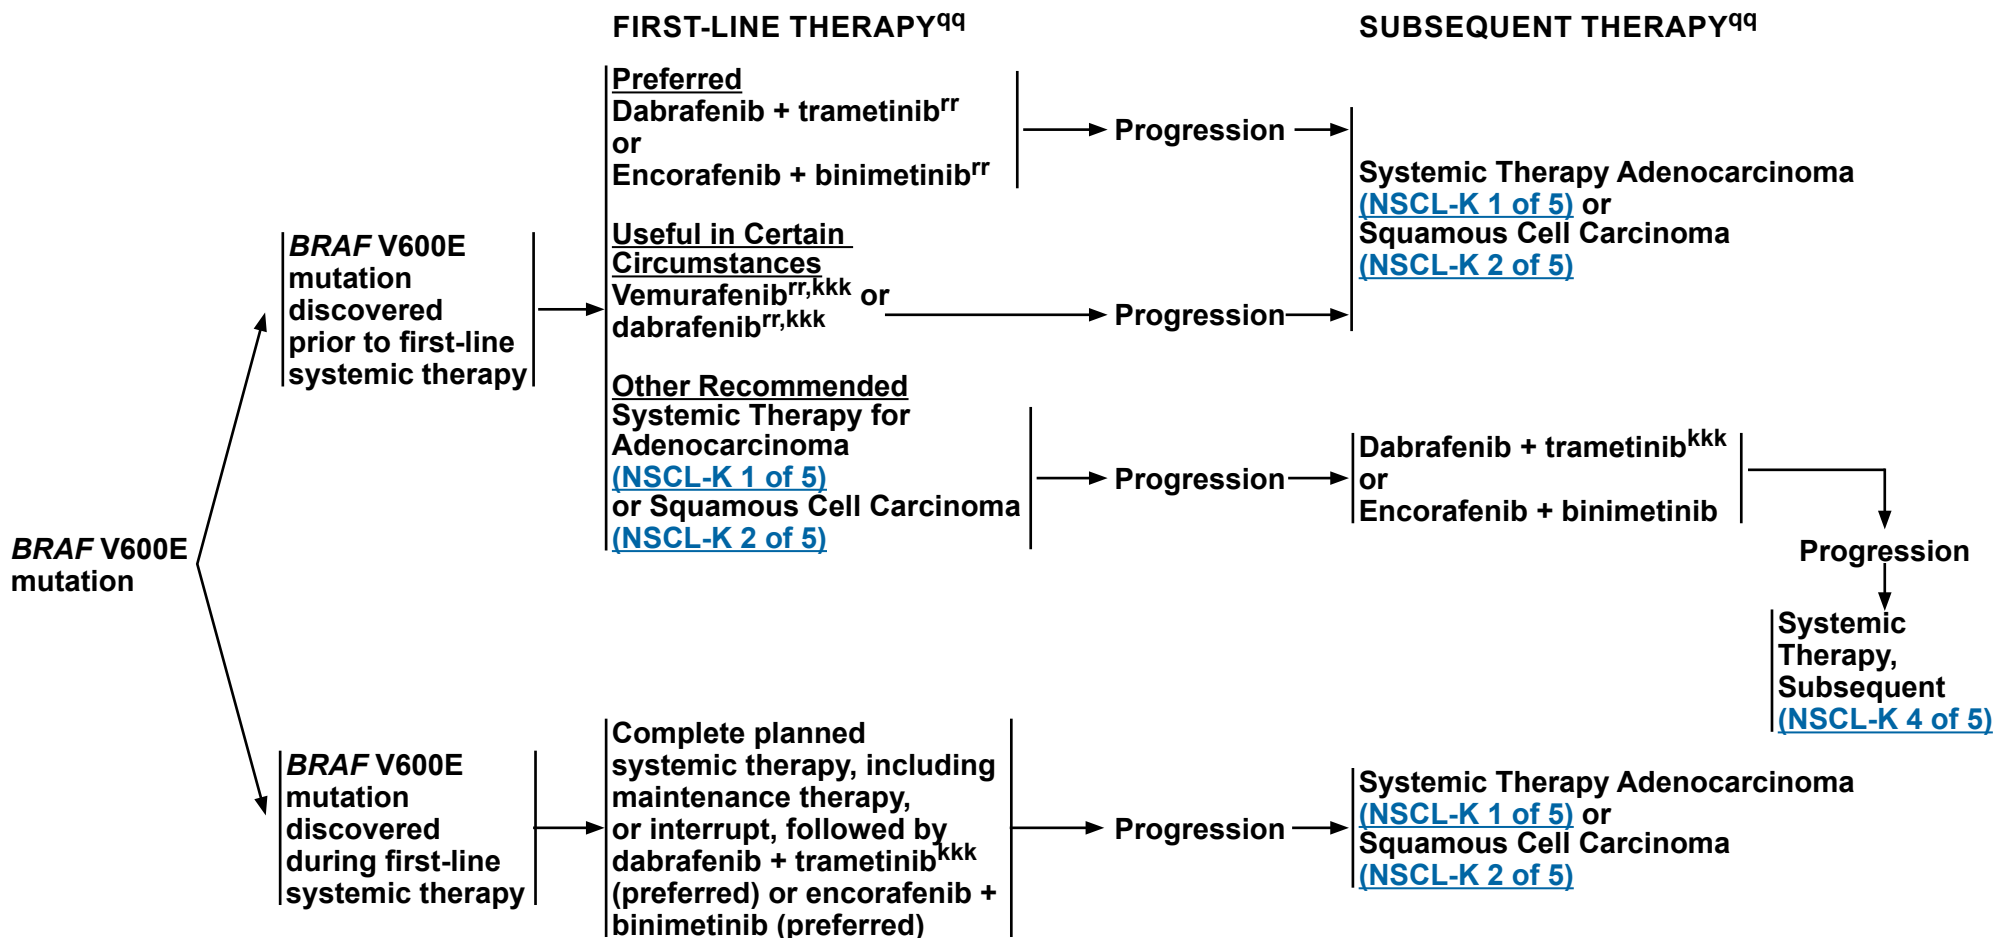 FIRST-LINE THERAPYqq
SUBSEQUENT THERAPYqq
BRAF V600E
mutation
BRAF V600E
mutation
discovered
prior to first-line
systemic therapy
Preferred
Dabrafenib + trametinibrr
or
Encorafenib + binimetinibrr
Progression
Useful in Certain
Circumstances
Vemurafenibrr,kkk or
dabrafenibrr,kkk
Progression
Systemic Therapy Adenocarcinoma
(NSCL-K 1 of 5) or
Squamous Cell Carcinoma
(NSCL-K 2 of 5)
Other Recommended
Systemic Therapy for
Adenocarcinoma
(NSCL-K 1 of 5)
or Squamous Cell Carcinoma
(NSCL-K 2 of 5)
Progression
Dabrafenib + trametinibkkk
or
Encorafenib + binimetinib
Progression
Systemic
Therapy,
Subsequent
(NSCL-K 4 of 5)
BRAF V600E
mutation
discovered
during first-line
systemic therapy
Complete planned
systemic therapy, including
maintenance therapy,
or interrupt, followed by
dabrafenib + trametinibkkk
(preferred) or encorafenib +
binimetinib (preferred)
Progression
Systemic Therapy Adenocarcinoma
(NSCL-K 1 of 5) or
Squamous Cell Carcinoma
(NSCL-K 2 of 5)